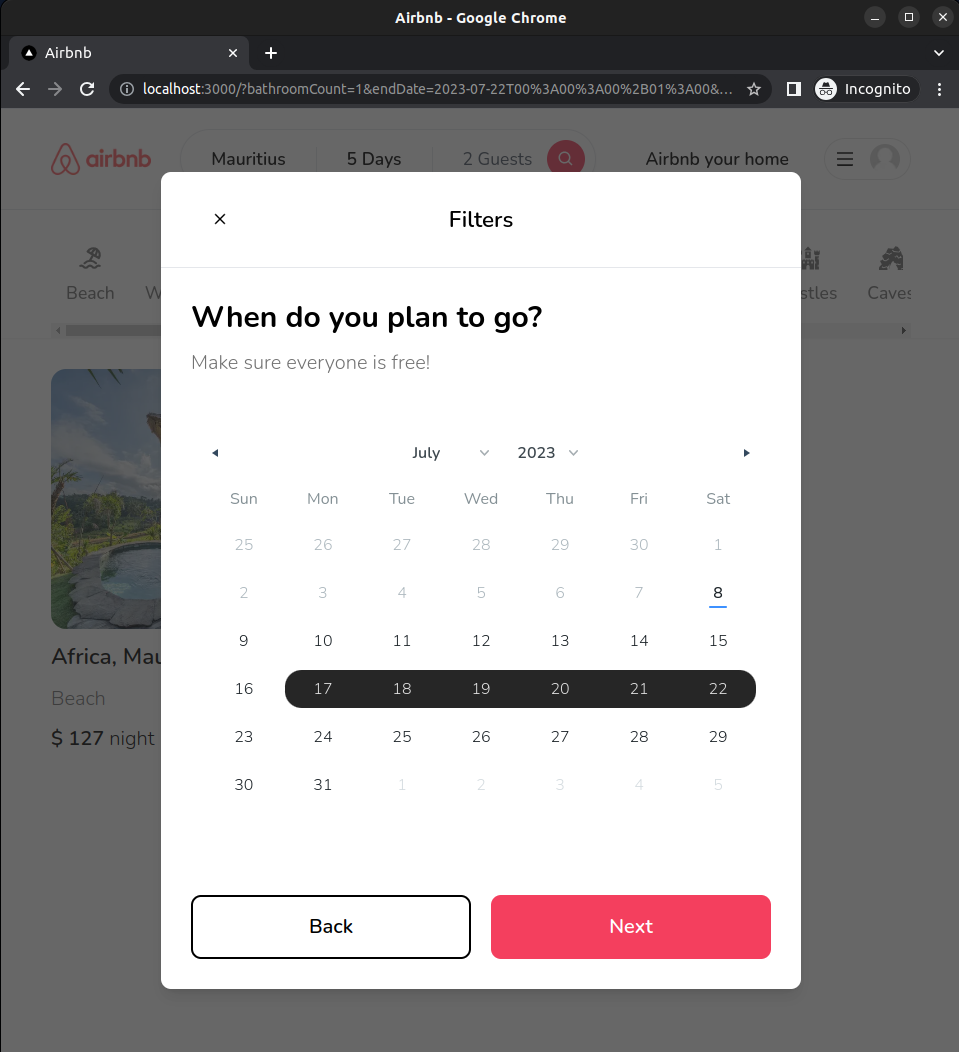 Airbnb - Google Chrome
Airbnb
localhost:3000/?bathroomCount=1&endDate=2023-07-22T00%3A00%3A00%2B01%3A00&... Incognito
airbnb Mauritius 5 Days 2 Guests Airbnb your home
Filters
Beach W stles Caves
When do you plan to go?
Make sure everyone is free!
July 2023
Sun Mon Tue Wed Thu Fri Sat
25 26 27 28 29 30 1
2 3 4 5 6 7 8
9 10 11 12 13 14 15
Africa, Mau
16 17 18 19 20 21 22
Beach
23 24 25 26 27 28 29
$ 127 night
30 31 1 2 3 4 5
Back Next